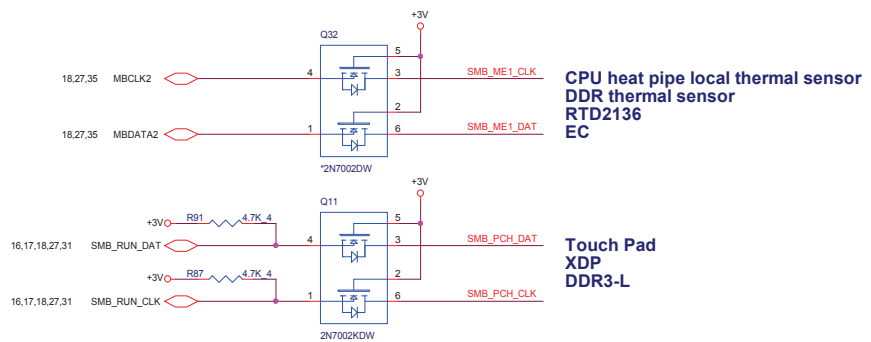 +3V
Q32
5
18,27,35 MBCLK2 4 3 SMB_ME1_CLK CPU heat pipe local thermal sensor
DDR thermal sensor
2
RTD2136
18,27,35 MBDATA2 1 6 SMB_ME1_DAT EC
*2N7002DW
+3V
Q11
+3V R91 4.7K_4 5
16,17,18,27,31 SMB_RUN_DAT 4 3 SMB_PCH_DAT Touch Pad
XDP
+3V R87 4.7K_4 2 DDR3-L
16,17,18,27,31 SMB_RUN_CLK 1 6 SMB_PCH_CLK
2N7002KDW